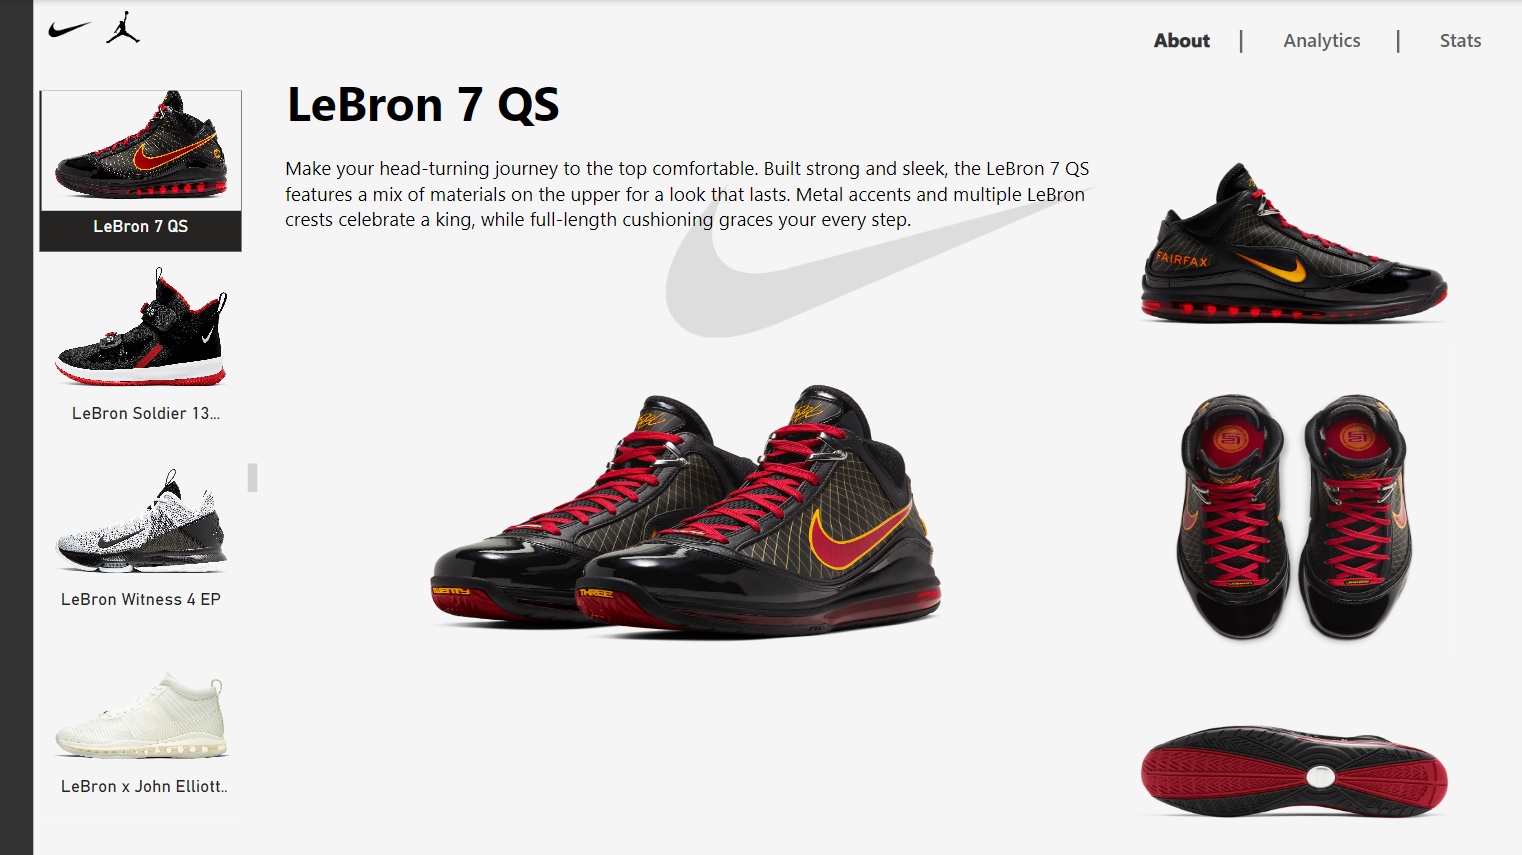 About | Analytics | Stats
LeBron 7 QS
Make your head-turning journey to the top comfortable. Built strong and sleek, the LeBron 7 QS
features a mix of materials on the upper for a look that lasts. Metal accents and multiple LeBron
crests celebrate a king, while full-length cushioning graces your every step.
LeBron 7 QS
LeBron Soldier 13...
LeBron Witness 4 EP
LeBron x John Elliott..
FAIRFAX
TWENTY
THREE